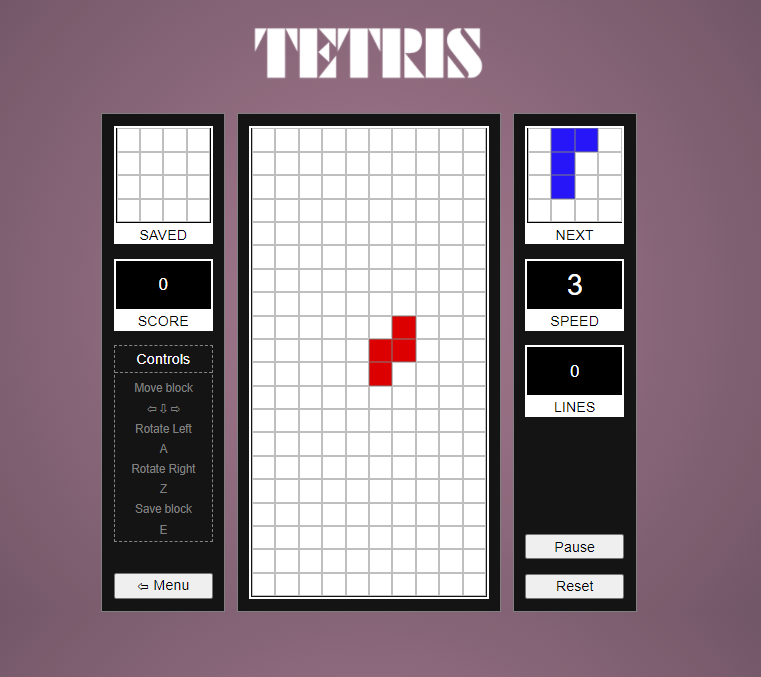 TETRIS
SAVED
0
SCORE
Controls
Move block
⇦⇩⇨
Rotate Left
A
Rotate Right
Z
Save block
E
⇦ Menu
NEXT
3
SPEED
0
LINES
Pause
Reset